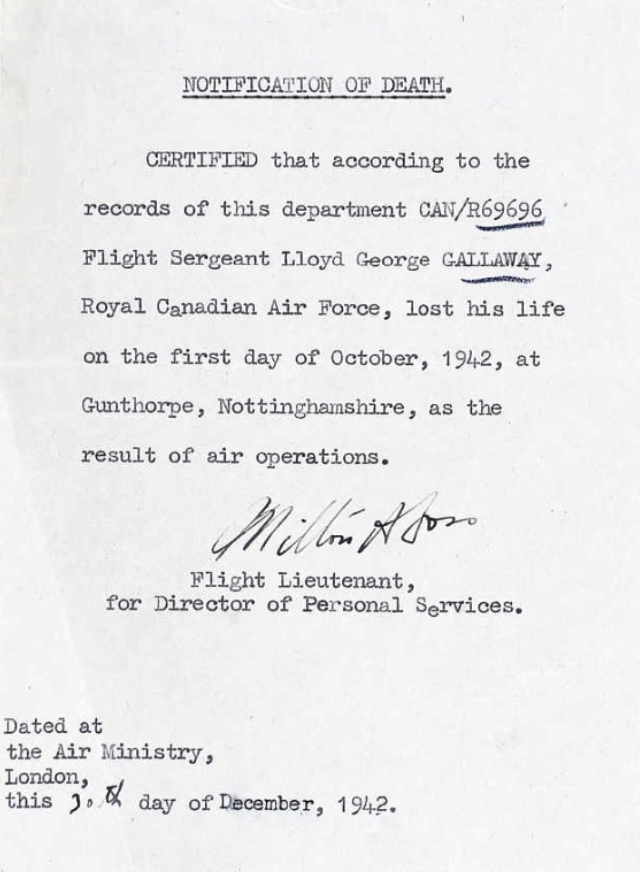 NOTIFICATION OF DEATH.
CERTIFIED that according to the
records of this department CAN/R69696
Flight Sergeant Lloyd George GALLAWAY,
Royal Canadian Air Force, lost his life
on the first day of October, 1942, at
Gunthorpe, Nottinghamshire, as the
result of air operations.
Flight Lieutenant,
for Director of Personal Services.
Dated at
the Air Ministry,
London,
this day of December, 1942.